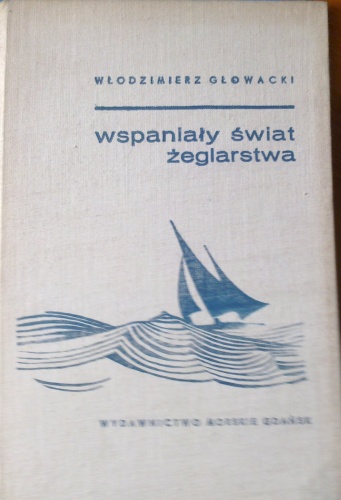 WŁODZIMIERZ GŁOWACKI
wspaniały świat
żeglarstwa
WYDAWNICTWO MORSKIE GDAŃSK